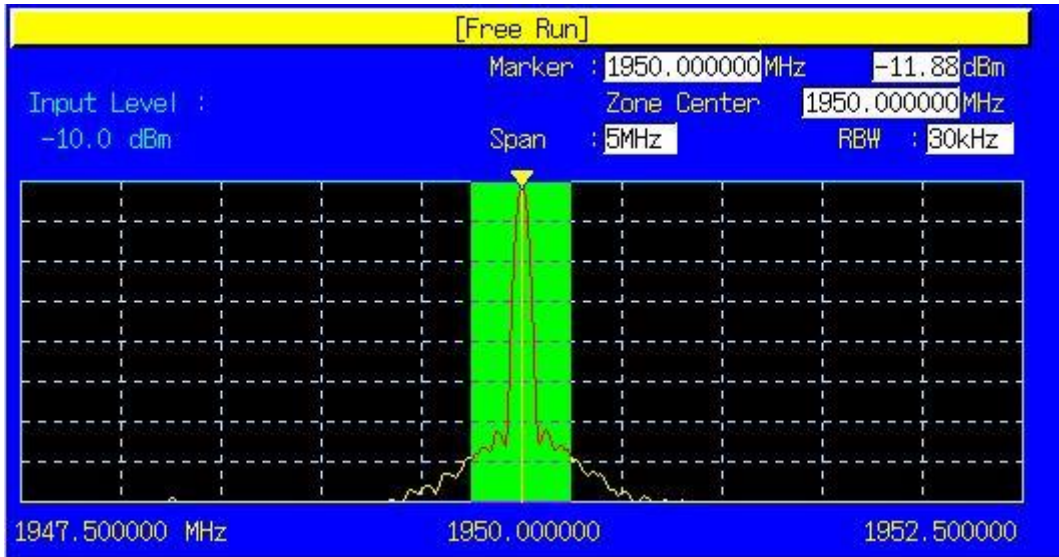 [Free Run]
Marker : 1950.000000 MHz -11.88 dBm
Input Level :
Zone Center 1950.000000 MHz
-10.0 dBm
Span : 5MHz RBW : 30kHz
1947.500000 MHz 1950.000000 1952.500000